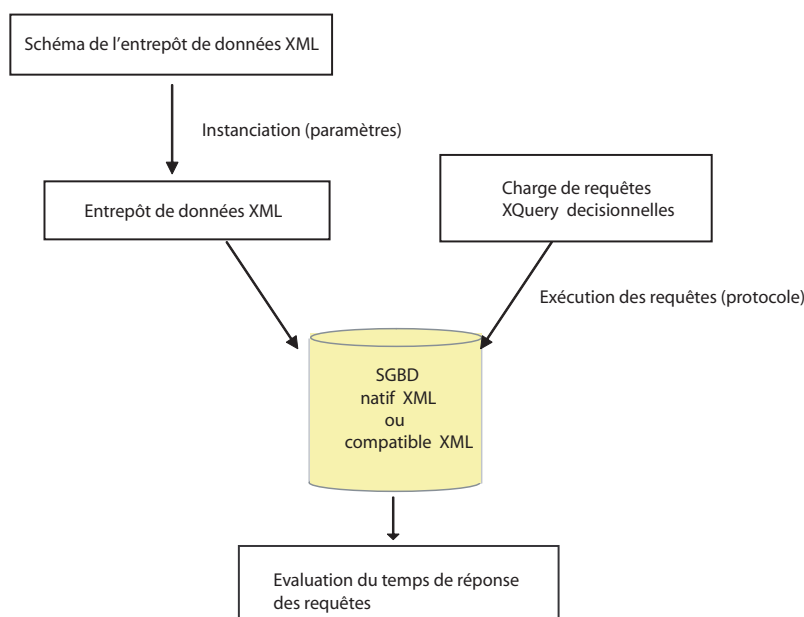 Schéma de l'entrepôt de données XML
Instanciation (paramètres)
Entrepôt de données XML
Charge de requêtes
XQuery decisionnelles
Exécution des requêtes (protocole)
SGBD
natif XML
ou
compatible XML
Evaluation du temps de réponse
des requêtes